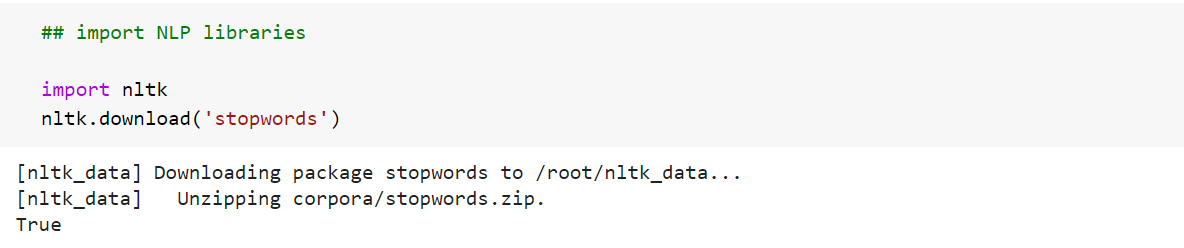 ## import NLP libraries
import nltk
nltk.download('stopwords')
[nltk_data] Downloading package stopwords to /root/nltk_data...
[nltk_data]   Unzipping corpora/stopwords.zip.
True